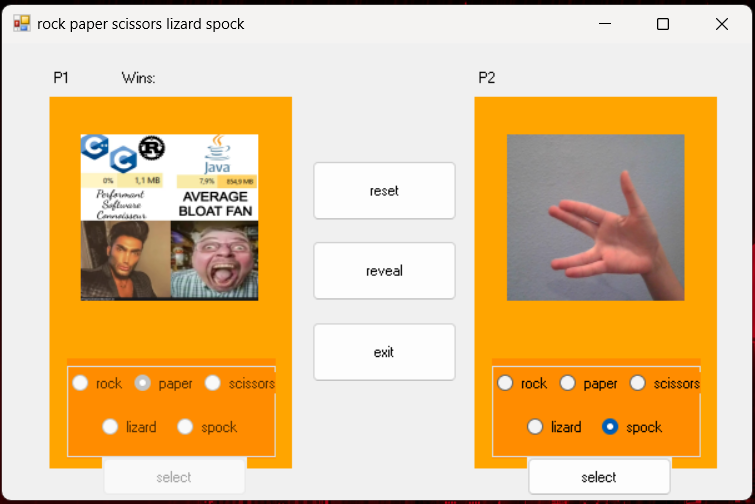 rock paper scissors lizard spock
P1 Wins: P2
C++ C R Java
0% 1,1 MB 7,9% 854,9 MB
Performant
Software
Connoisseur
AVERAGE
BLOAT FAN
reset
reveal
exit
rock paper scissors
lizard spock
select
rock paper scissors
lizard spock
select